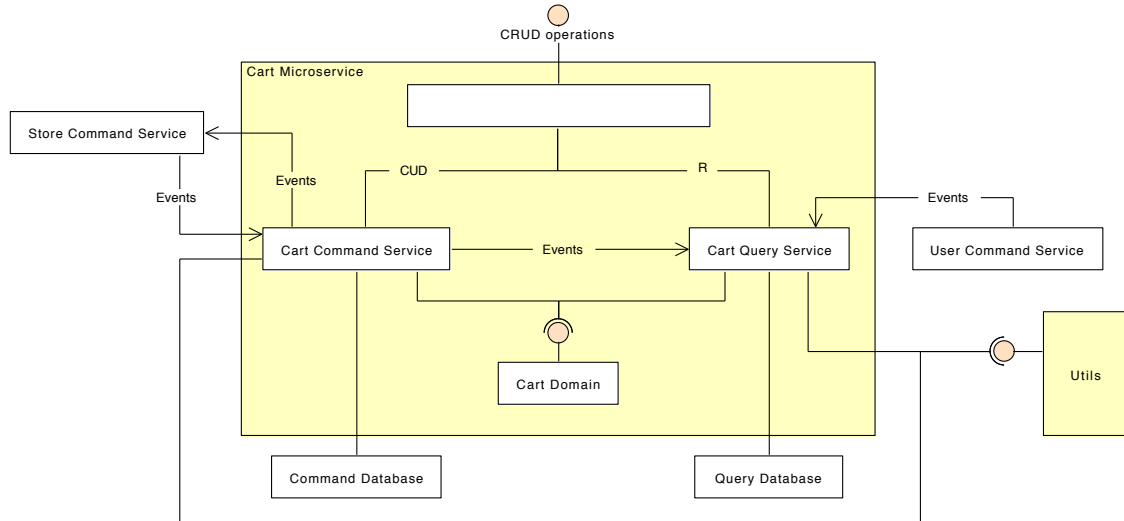 CRUD operations
Cart Microservice
Store Command Service
CUD
R
Events
Events
Events
Cart Command Service
Events
Cart Query Service
User Command Service
Cart Domain
Utils
Command Database
Query Database